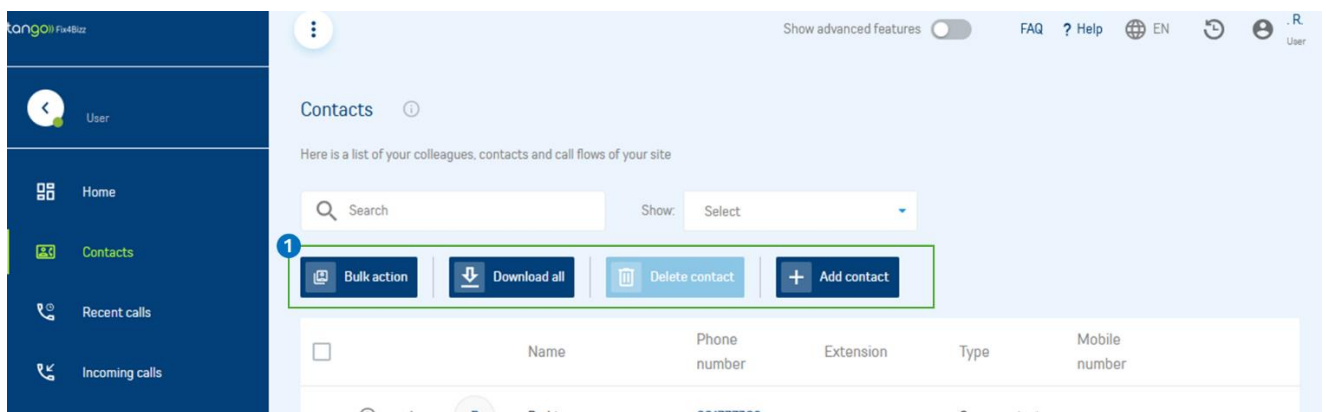 tango Fix4Bizz
Show advanced features
FAQ
? Help
EN
. R.
User
User
Home
Contacts
Recent calls
Incoming calls
Contacts
Here is a list of your colleagues, contacts and call flows of your site
Search
Show:
Select
1
Bulk action
Download all
Delete contact
Add contact
Name
Phone
number
Extension
Type
Mobile
number